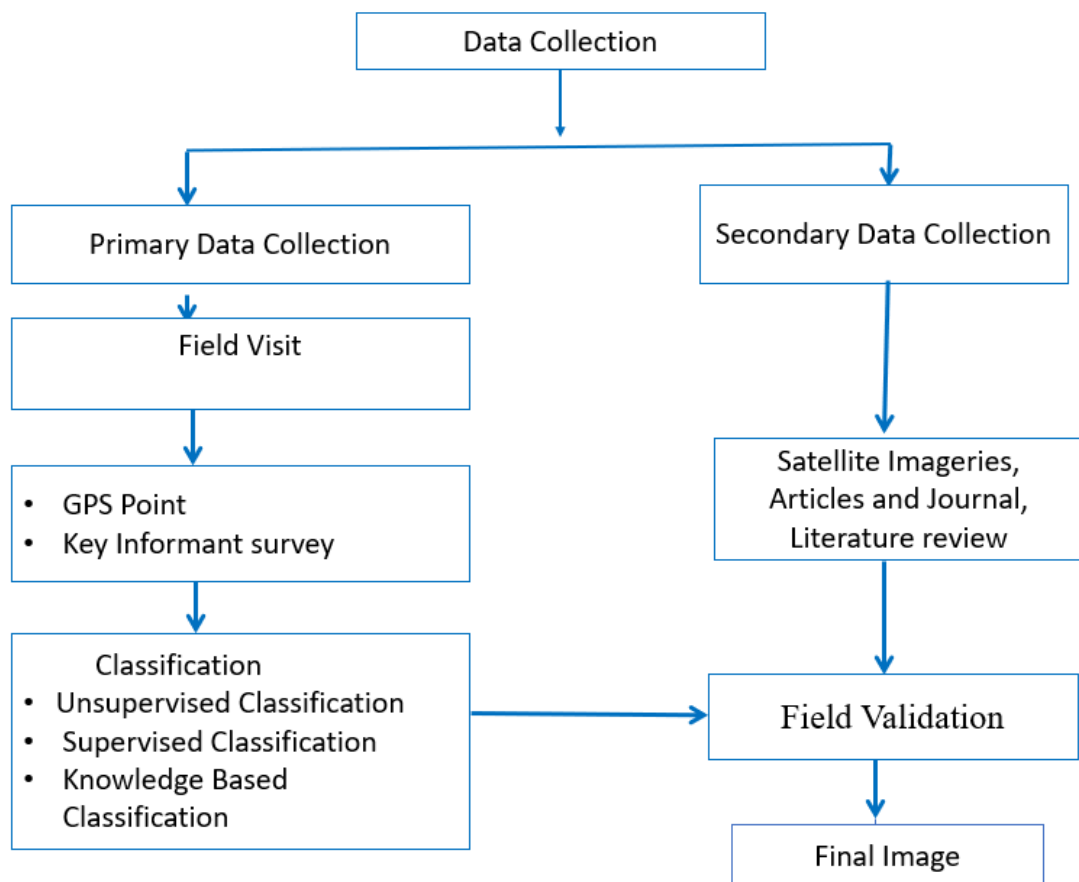 Data Collection
Primary Data Collection
Secondary Data Collection
Field Visit
• GPS Point
• Key Informant survey
Satellite Imageries,
Articles and Journal,
Literature review
Classification
• Unsupervised Classification
• Supervised Classification
• Knowledge Based
Classification
Field Validation
Final Image